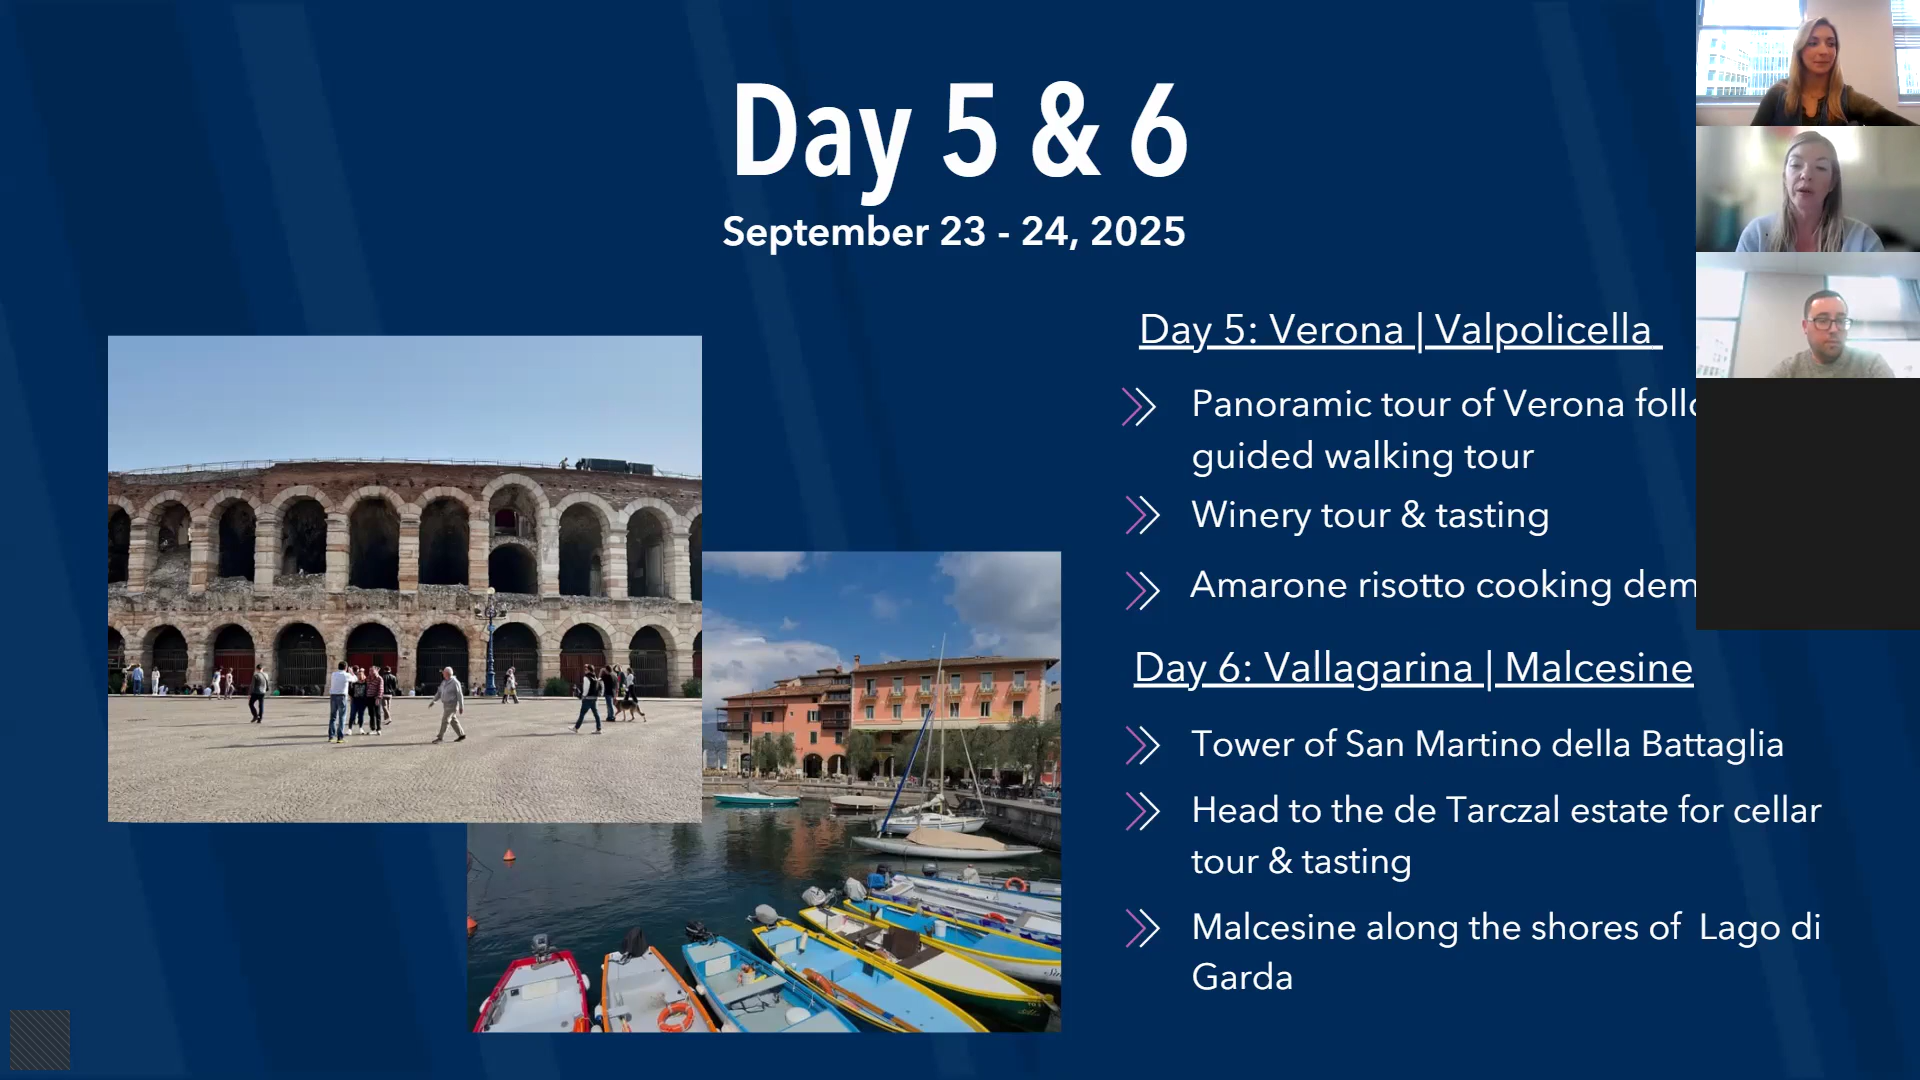 Day 5 & 6
September 23 - 24, 2025
Day 5: Verona | Valpolicella
Panoramic tour of Verona
guided walking tour
Winery tour & tasting
Amarone risotto cooking
Day 6: Vallagarina | Malcesine
Tower of San Martino della Battaglia
Head to the de Tarczal estate for cellar
tour & tasting
Malcesine along the shores of Lago di
Garda